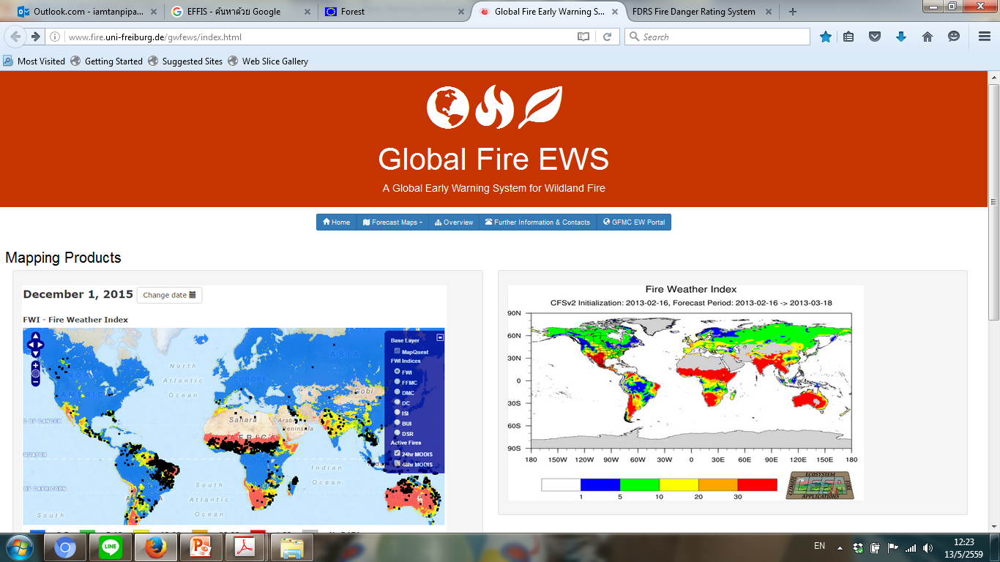 Outlook.com - iamtanpipa...
EFFIS - ค้นหาด้วย Google
Forest
Global Fire Early Warning S...
FDRS Fire Danger Rating System
www.fire.uni-freiburg.de/gwfews/index.html
Search
Most Visited
Getting Started
Suggested Sites
Web Slice Gallery
Global Fire EWS
A Global Early Warning System for Wildland Fire
Home
Forecast Maps
Overview
Further Information & Contacts
GFMC EW Portal
Mapping Products
December 1, 2015
Change date
FWI - Fire Weather Index
Base Layer
MapQuest
FWI Indices
FWI
FFMC
DMC
DC
ISI
BUI
DSR
Active Fires
24hr MODIS
48hr MODIS
North
Atlantic
Ocean
EUROPE
ASIA
Gobi
Sahara
AFRICA
Peninsula
Indian
Ocean
South
Atlantic
Ocean
South
Fire Weather Index
CFSv2 Initialization: 2013-02-16, Forecast Period: 2013-02-16 -> 2013-03-18
90N
60N
30N
0
30S
60S
90S
180 150W 120W 90W 60W 30W 0 30E 60E 90E 120E 150E 180
1 5 10 20 30
ECOSYSTEM
APPLICATIONS
EN
12:23
13/5/2559